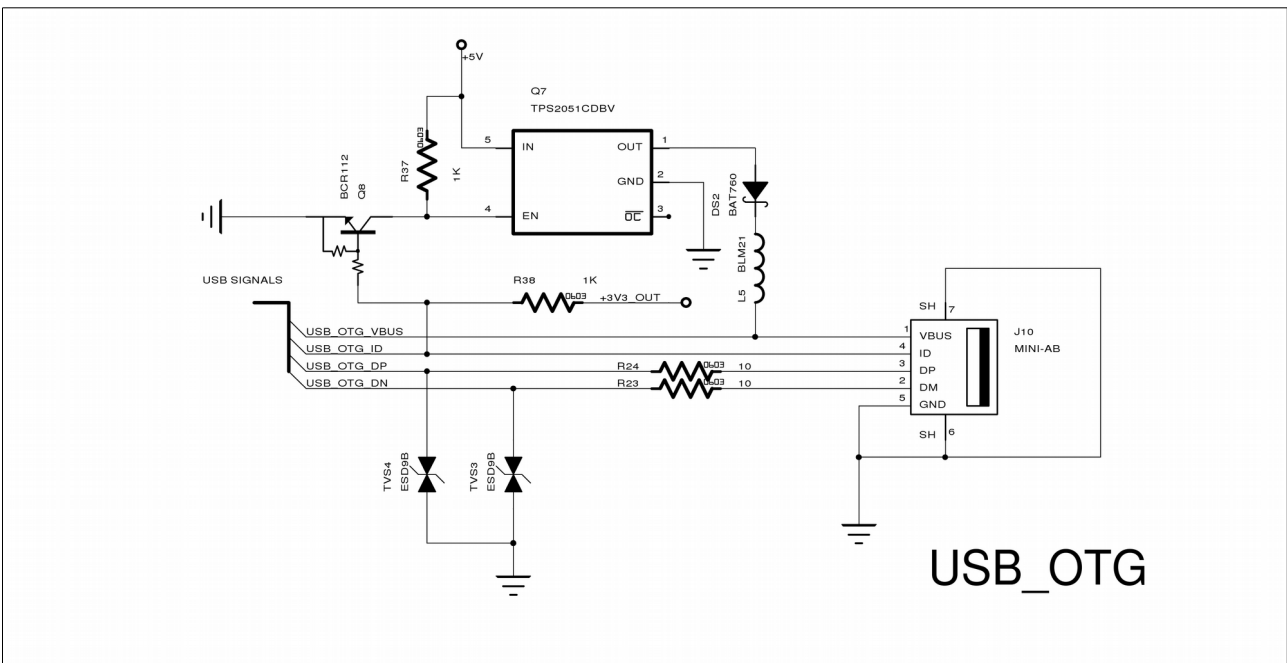 +5V
Q7
TPS2051CDBV
5
IN
OUT
1
GND
2
4
EN
OC
3
R37
0603
1K
BCR112
Q8
DS2
BAT760
L5
BLM21
R38
0603
1K
+3V3_OUT
USB SIGNALS
USB_OTG_VBUS
USB_OTG_ID
USB_OTG_DP
USB_OTG_DN
R24
0603
10
R23
0603
10
SH
7
1
VBUS
4
ID
3
DP
2
DM
5
GND
SH
6
J10
MINI-AB
TVS4
ESD9B
TVS3
ESD9B
USB_OTG